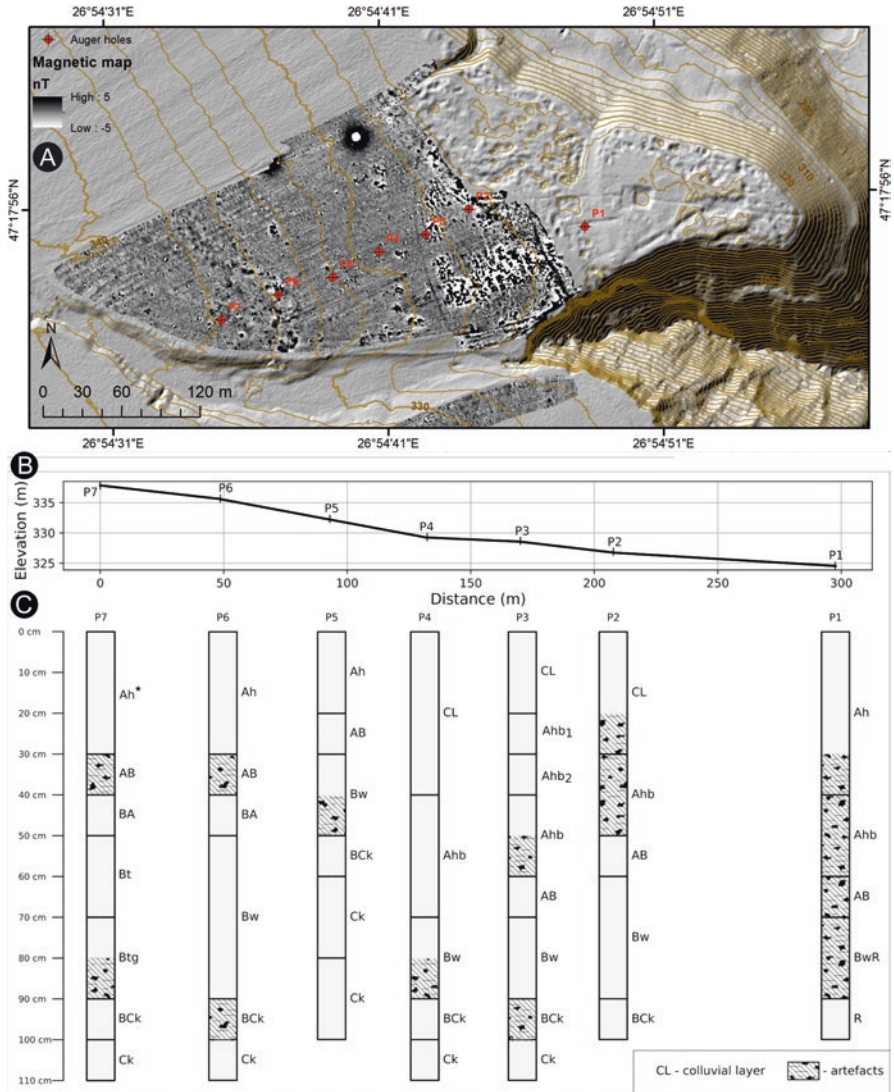 26°54'31"E 26°54'41"E 26°54'51"E
Auger holes
Magnetic map
nT
High : 5
Low : -5
A
47°17'56"N
47°17'56"N
340
310
320
P1
P2
P3
P4
P5
P6
P7
N
0 30 60 120 m
330
26°54'31"E 26°54'41"E 26°54'51"E
B
Elevation (m)
335
330
325
P7 P6 P5 P4 P3 P2 P1
0 50 100 150 200 250 300
Distance (m)
C
P7 P6 P5 P4 P3 P2 P1
0 cm
10 cm
20 cm
30 cm
40 cm
50 cm
60 cm
70 cm
80 cm
90 cm
100 cm
110 cm
Ah*
AB
BA
Bt
Btg
BCk
Ck
Ah
AB
BA
Bw
BCk
Ck
Ah
AB
Bw
BCk
Ck
Ck
CL
Ahb
Bw
BCk
Ck
CL
Ahb1
Ahb2
Ahb
AB
Bw
BCk
Ck
CL
Ahb
AB
Bw
BCk
Ah
Ahb
AB
BwR
R
CL - colluvial layer - artefacts